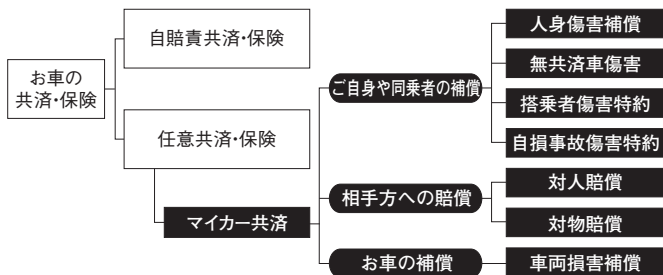 お車の
共済・保険
自賠責共済・保険
任意共済・保険
マイカー共済
ご自身や同乗者の補償
人身傷害補償
無共済車傷害
搭乗者傷害特約
自損事故傷害特約
相手方への賠償
対人賠償
対物賠償
お車の補償
車両損害補償